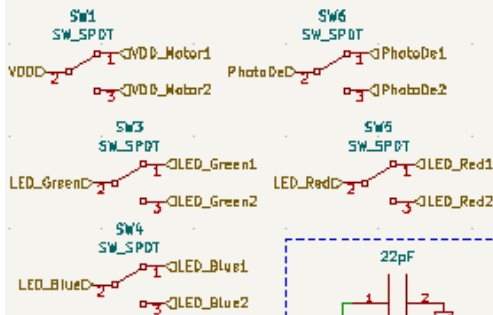 SW1
SW_SPDT
VDD
2
1
VDD_Motor1
3
VDD_Motor2
SW6
SW_SPDT
PhotoDe
2
1
PhotoDe1
3
PhotoDe2
SW3
SW_SPDT
LED_Green
2
1
LED_Green1
3
LED_Green2
SW5
SW_SPDT
LED_Red
2
1
LED_Red1
3
LED_Red2
SW4
SW_SPDT
LED_Blue
2
1
LED_Blue1
3
LED_Blue2
22pF
1
2